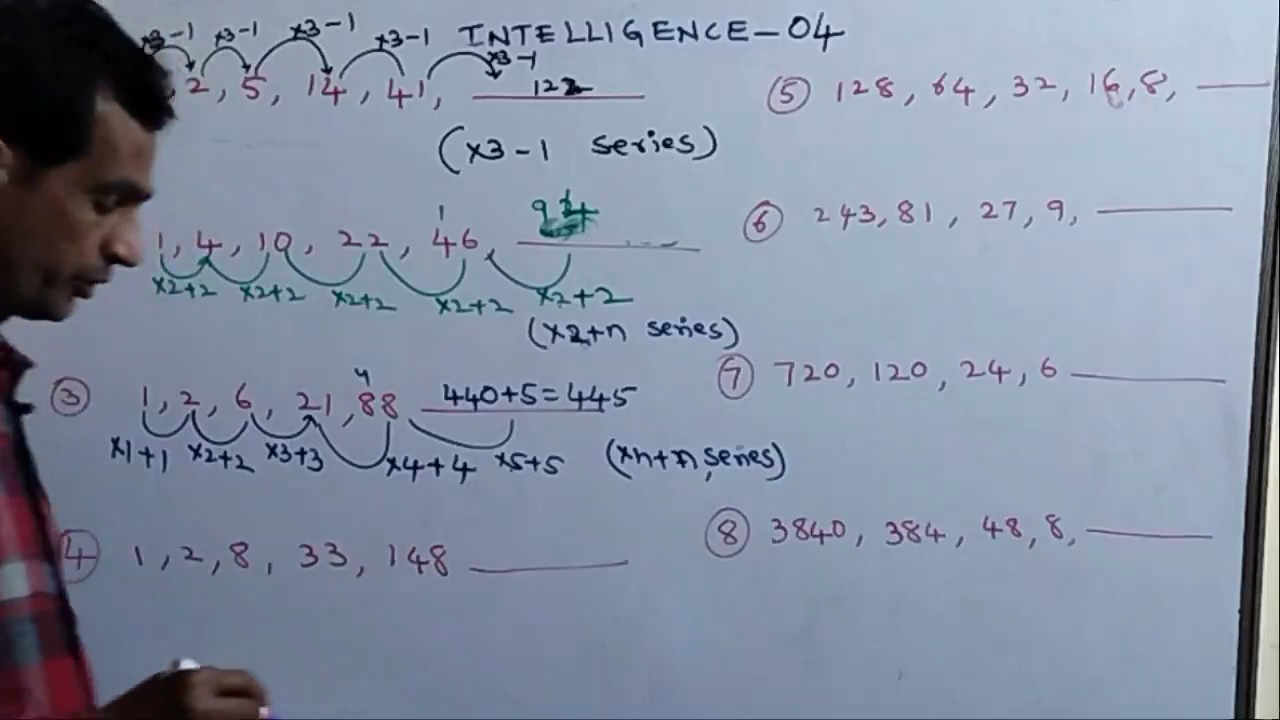 INTELLIGENCE-04
×3-1 ×3-1 ×3-1 ×3-1 ×3-1
2, 5, 14, 41, 122
(×3-1 series)
1
1, 4, 10, 22, 46, 94
×2+2 ×2+2 ×2+2 ×2+2 ×2+2
(×2+n series)
4
③ 1, 2, 6, 21, 88 440+5=445
×1+1 ×2+2 ×3+3 ×4+4 ×5+5 (×n+n series)
④ 1, 2, 8, 33, 148
⑤ 128, 64, 32, 16, 8,
⑥ 243, 81, 27, 9,
⑦ 720, 120, 24, 6
⑧ 3840, 384, 48, 8,